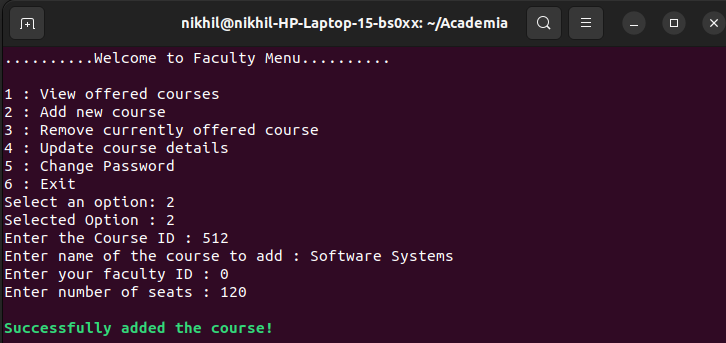 nikhil@nikhil-HP-Laptop-15-bs0xx: ~/Academia
..........Welcome to Faculty Menu..........
1 : View offered courses
2 : Add new course
3 : Remove currently offered course
4 : Update course details
5 : Change Password
6 : Exit
Select an option: 2
Selected Option : 2
Enter the Course ID : 512
Enter name of the course to add : Software Systems
Enter your faculty ID : 0
Enter number of seats : 120
Successfully added the course!